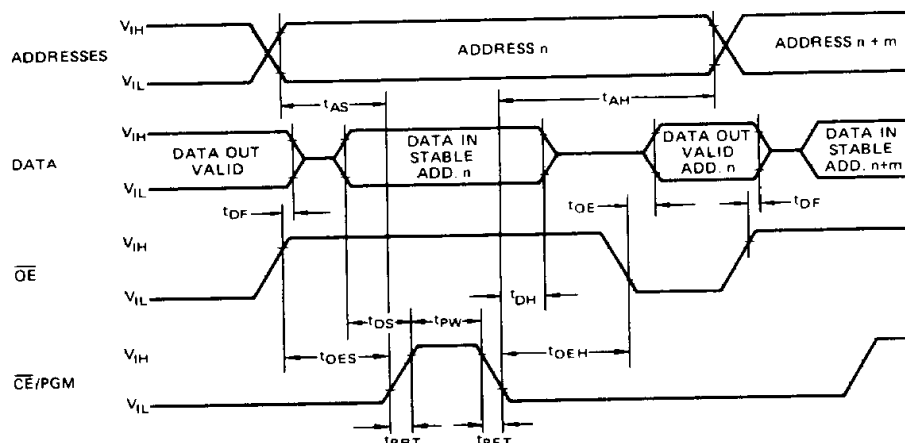 VIH
ADDRESSES
ADDRESS n
ADDRESS n + m
VIL
tAS
tAH
VIH
DATA
DATA OUT
VALID
DATA IN
STABLE
ADD. n
DATA OUT
VALID
ADD. n
DATA IN
STABLE
ADD. n+m
VIL
tDF
tOE
tDF
VIH
OE
VIL
tDH
tDS
tPW
VIH
tOES
tOEH
CE/PGM
VIL